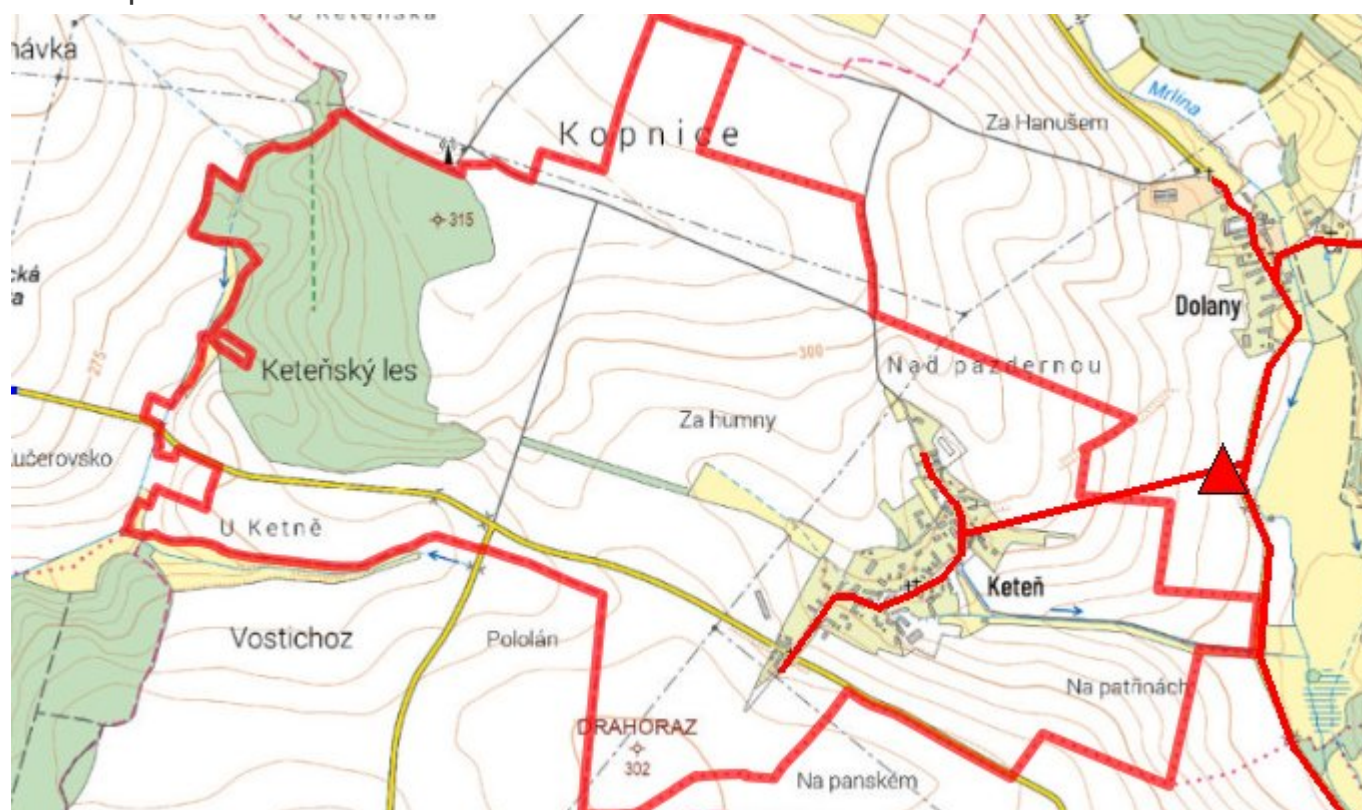 návka
Kopnice
Mrlina
Za Hanušem
315
Dolany
275
Keteňský les
300
Nad pazdernou
Za humny
učerovsko
U Ketně
Keteň
Vostichoz
Pololán
Na patřinách
DRAHORAZ
302
Na panském